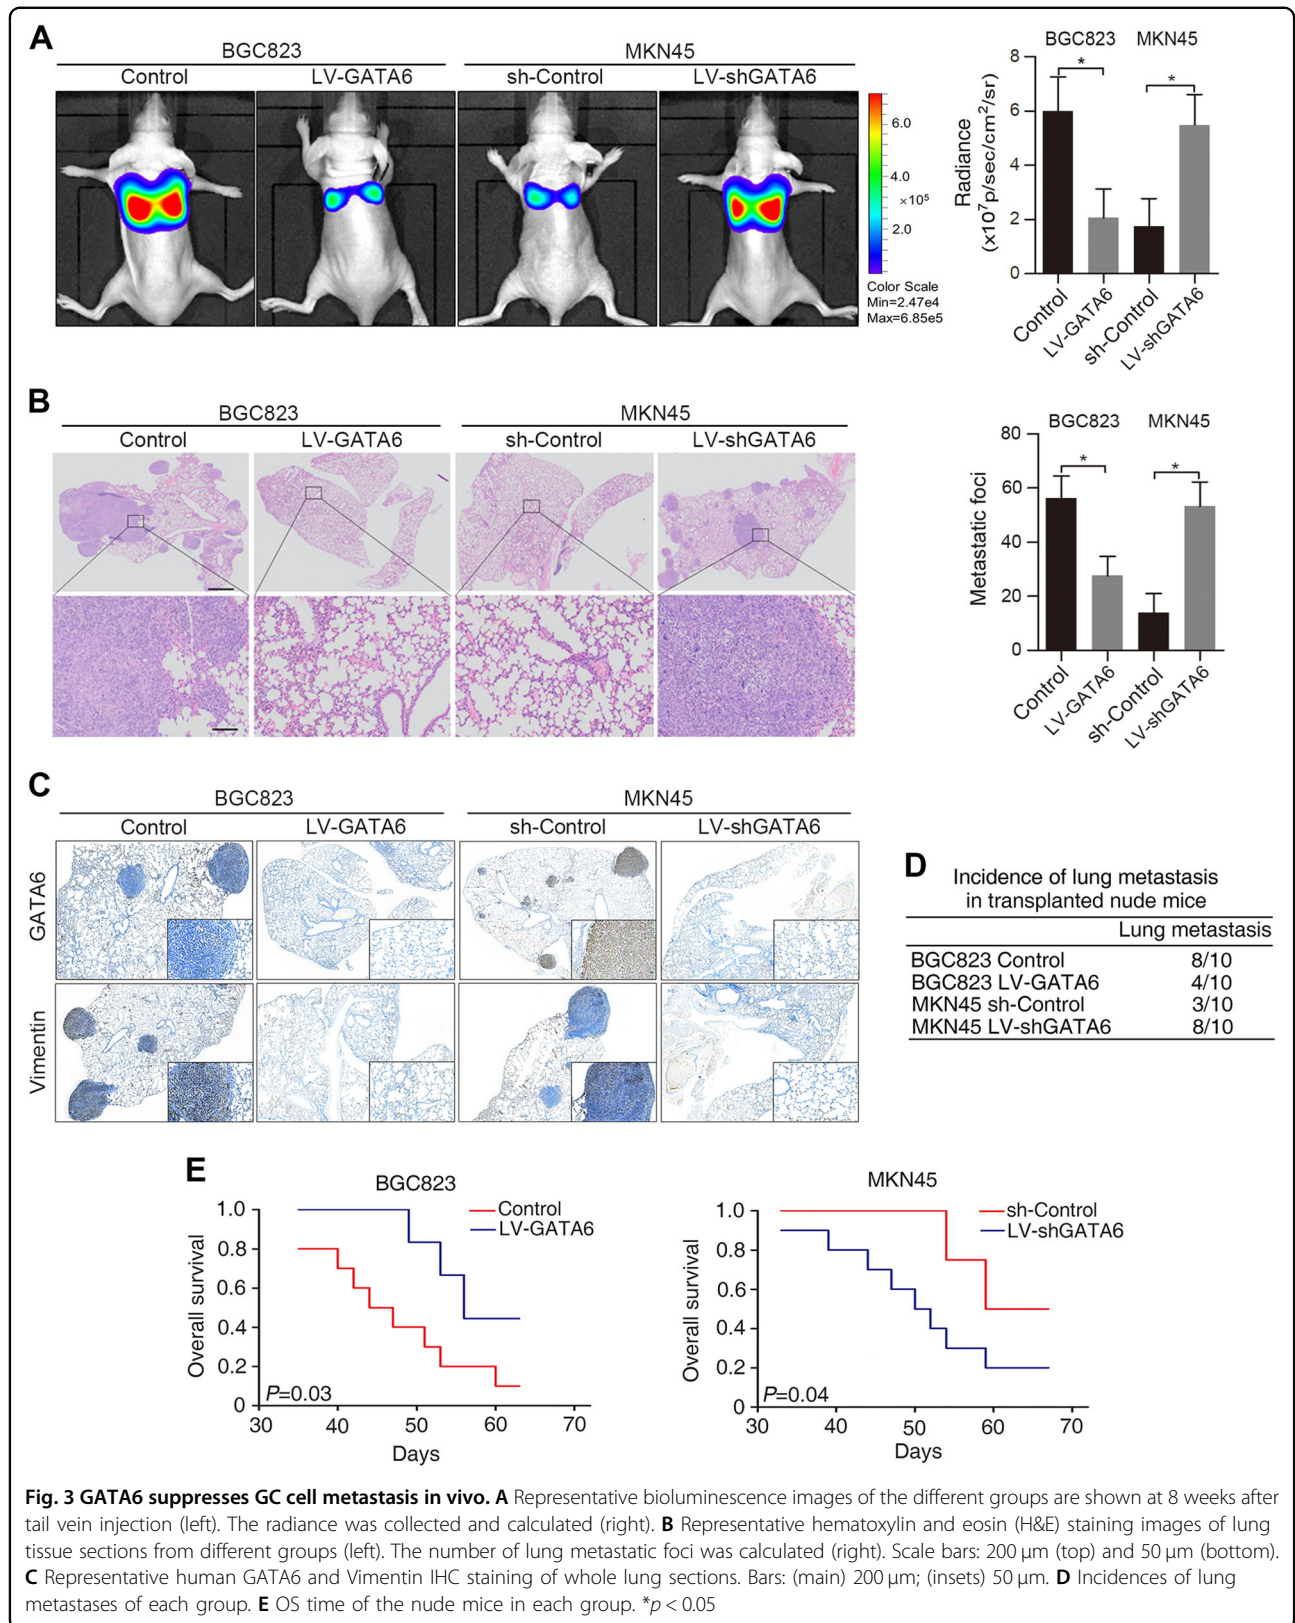 A
BGC823
MKN45
Control
LV-GATA6
sh-Control
LV-shGATA6
6.0
4.0
×10⁵
2.0
Color Scale
Min=2.47e4
Max=6.85e5
BGC823 MKN45
*
*
Radiance
(x10⁷p/sec/cm²/sr)
8
6
4
2
0
Control
LV-GATA6
sh-Control
LV-shGATA6
B
BGC823
MKN45
Control
LV-GATA6
sh-Control
LV-shGATA6
BGC823 MKN45
*
*
Metastatic foci
80
60
40
20
0
Control
LV-GATA6
sh-Control
LV-shGATA6
C
BGC823
MKN45
Control
LV-GATA6
sh-Control
LV-shGATA6
GATA6
Vimentin
D
Incidence of lung metastasis
in transplanted nude mice
Lung metastasis
BGC823 Control 8/10
BGC823 LV-GATA6 4/10
MKN45 sh-Control 3/10
MKN45 LV-shGATA6 8/10
E
BGC823
Control
LV-GATA6
Overall survival
1.0
0.8
0.6
0.4
0.2
0
P=0.03
30 40 50 60 70
Days
MKN45
sh-Control
LV-shGATA6
Overall survival
1.0
0.8
0.6
0.4
0.2
0
P=0.04
30 40 50 60 70
Days
Fig. 3 GATA6 suppresses GC cell metastasis in vivo. A Representative bioluminescence images of the different groups are shown at 8 weeks after
tail vein injection (left). The radiance was collected and calculated (right). B Representative hematoxylin and eosin (H&E) staining images of lung
tissue sections from different groups (left). The number of lung metastatic foci was calculated (right). Scale bars: 200 µm (top) and 50 µm (bottom).
C Representative human GATA6 and Vimentin IHC staining of whole lung sections. Bars: (main) 200 µm; (insets) 50 µm. D Incidences of lung
metastases of each group. E OS time of the nude mice in each group. *p < 0.05